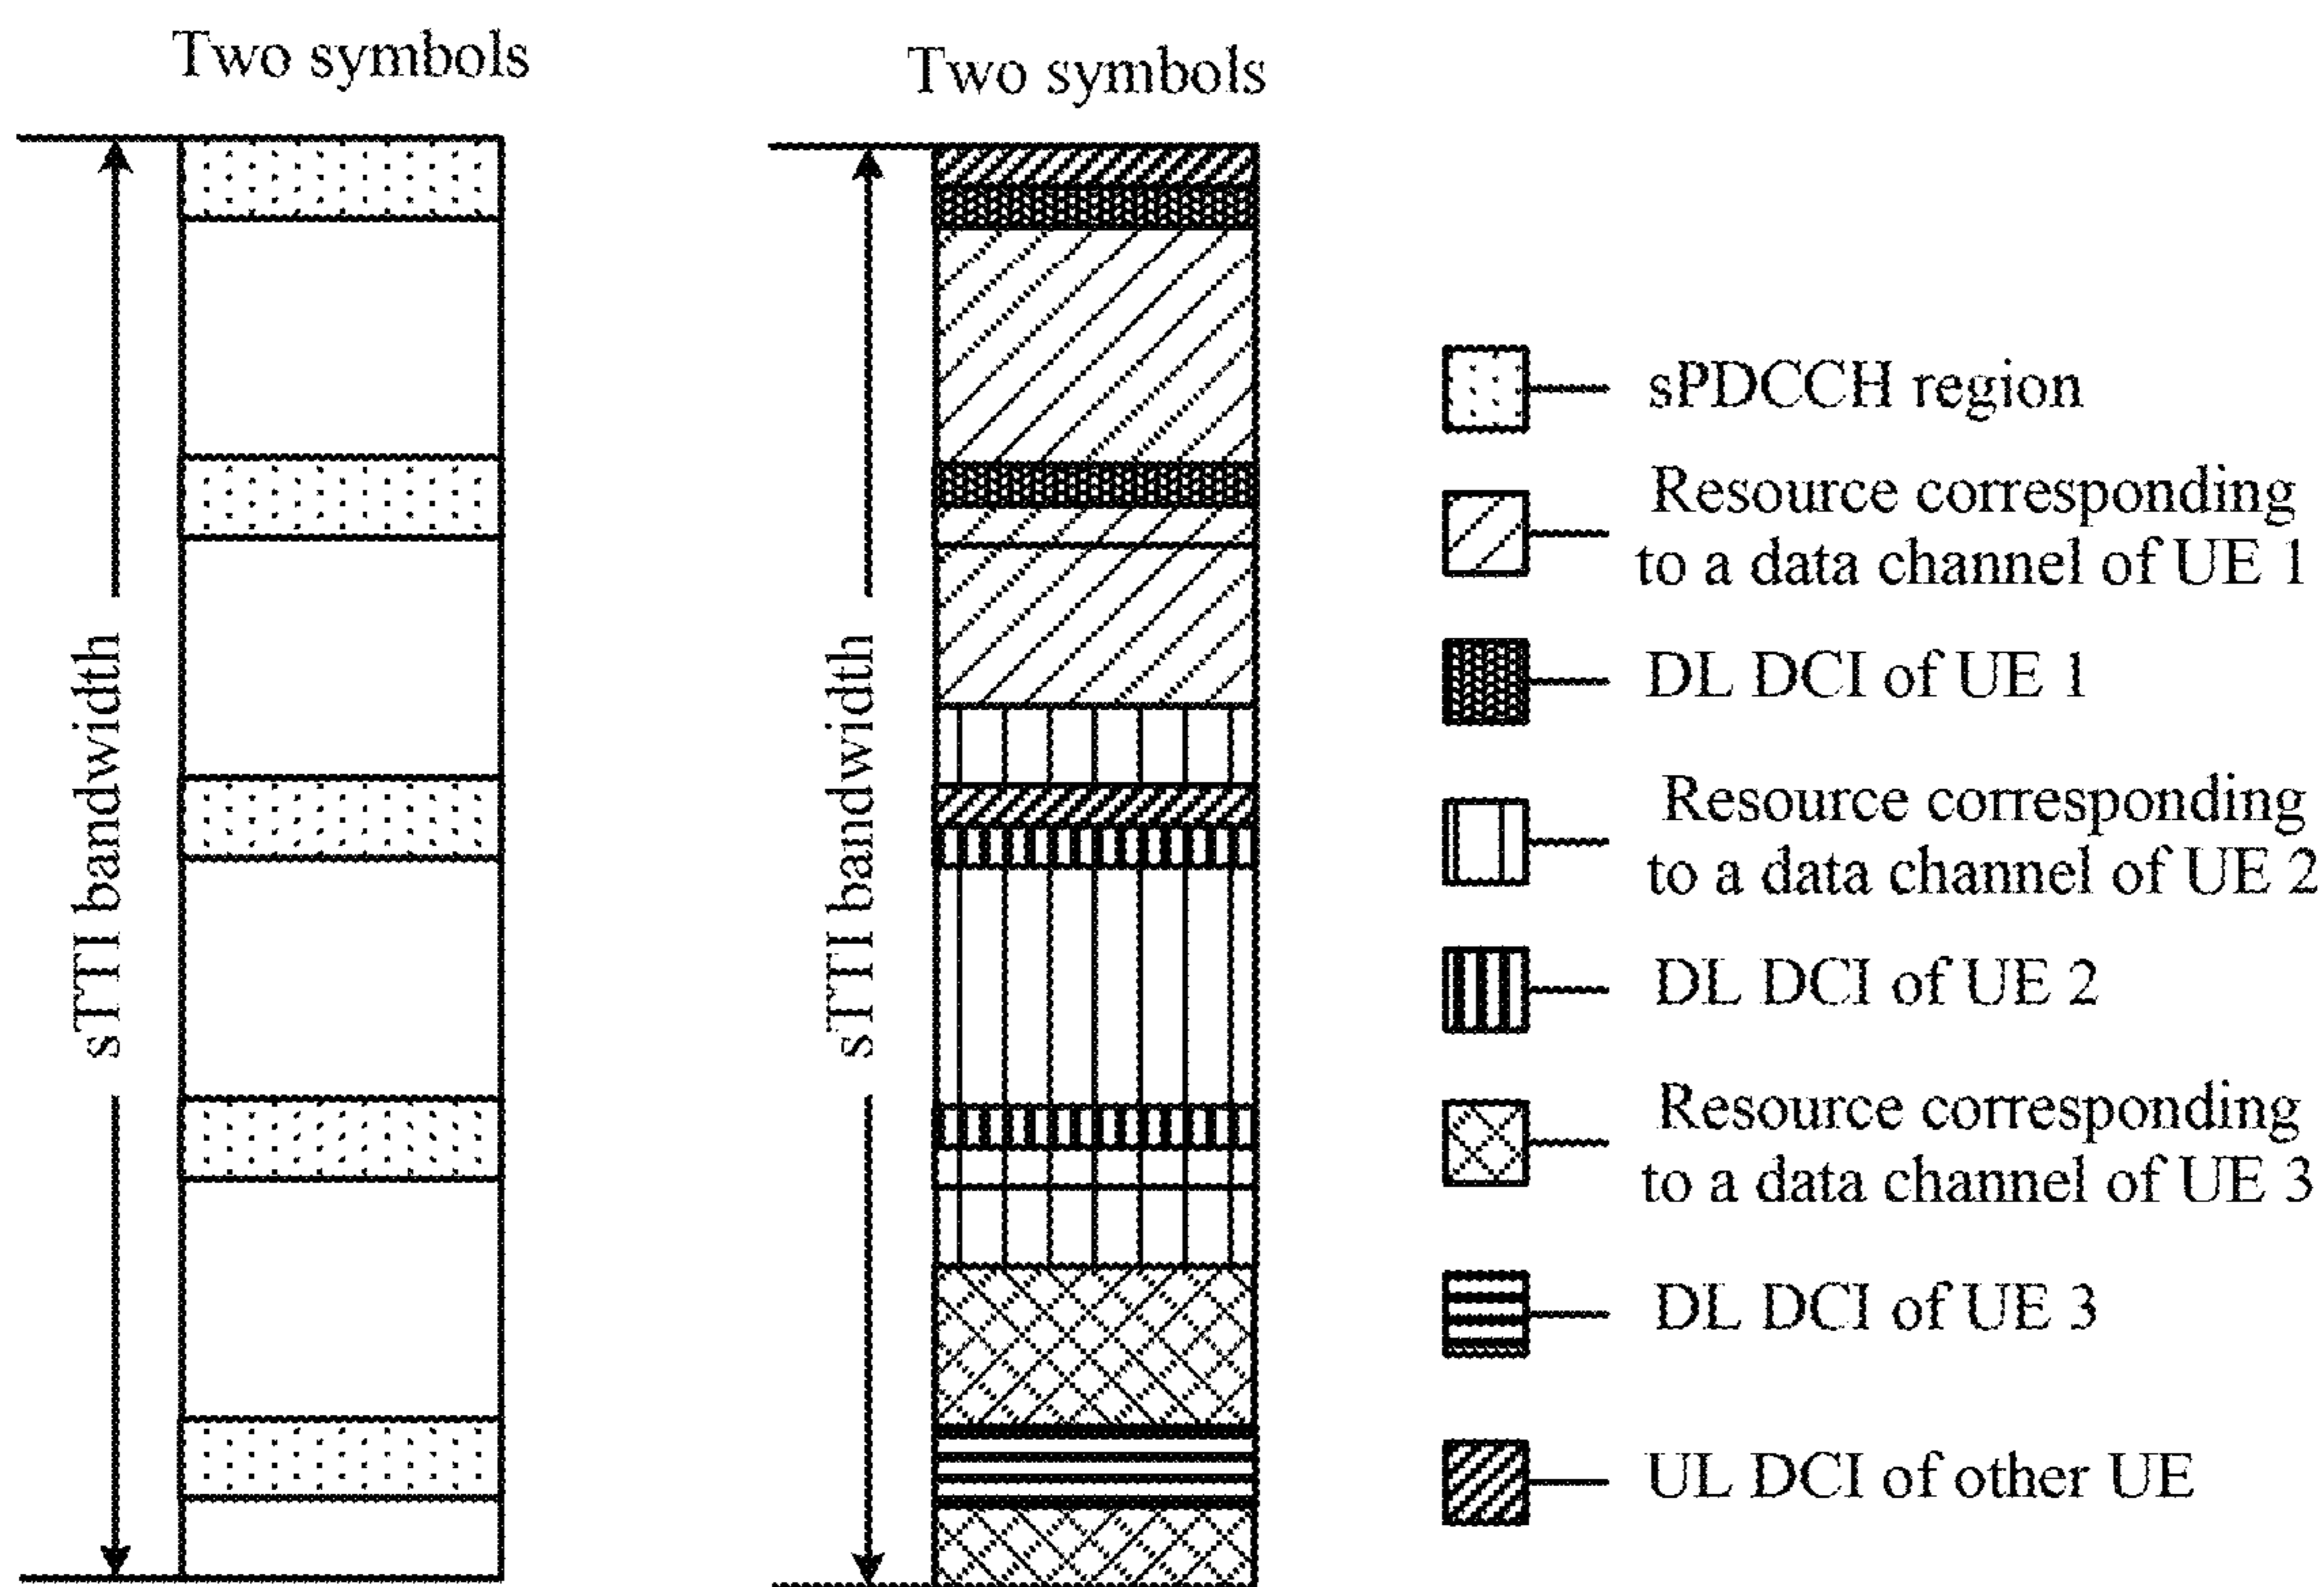 Two symbols
Two symbols
sTTI bandwidth
sTTI bandwidth
sPDCCH region
Resource corresponding
to a data channel of UE 1
DL DCI of UE 1
Resource corresponding
to a data channel of UE 2
DL DCI of UE 2
Resource corresponding
to a data channel of UE 3
DL DCI of UE 3
UL DCI of other UE